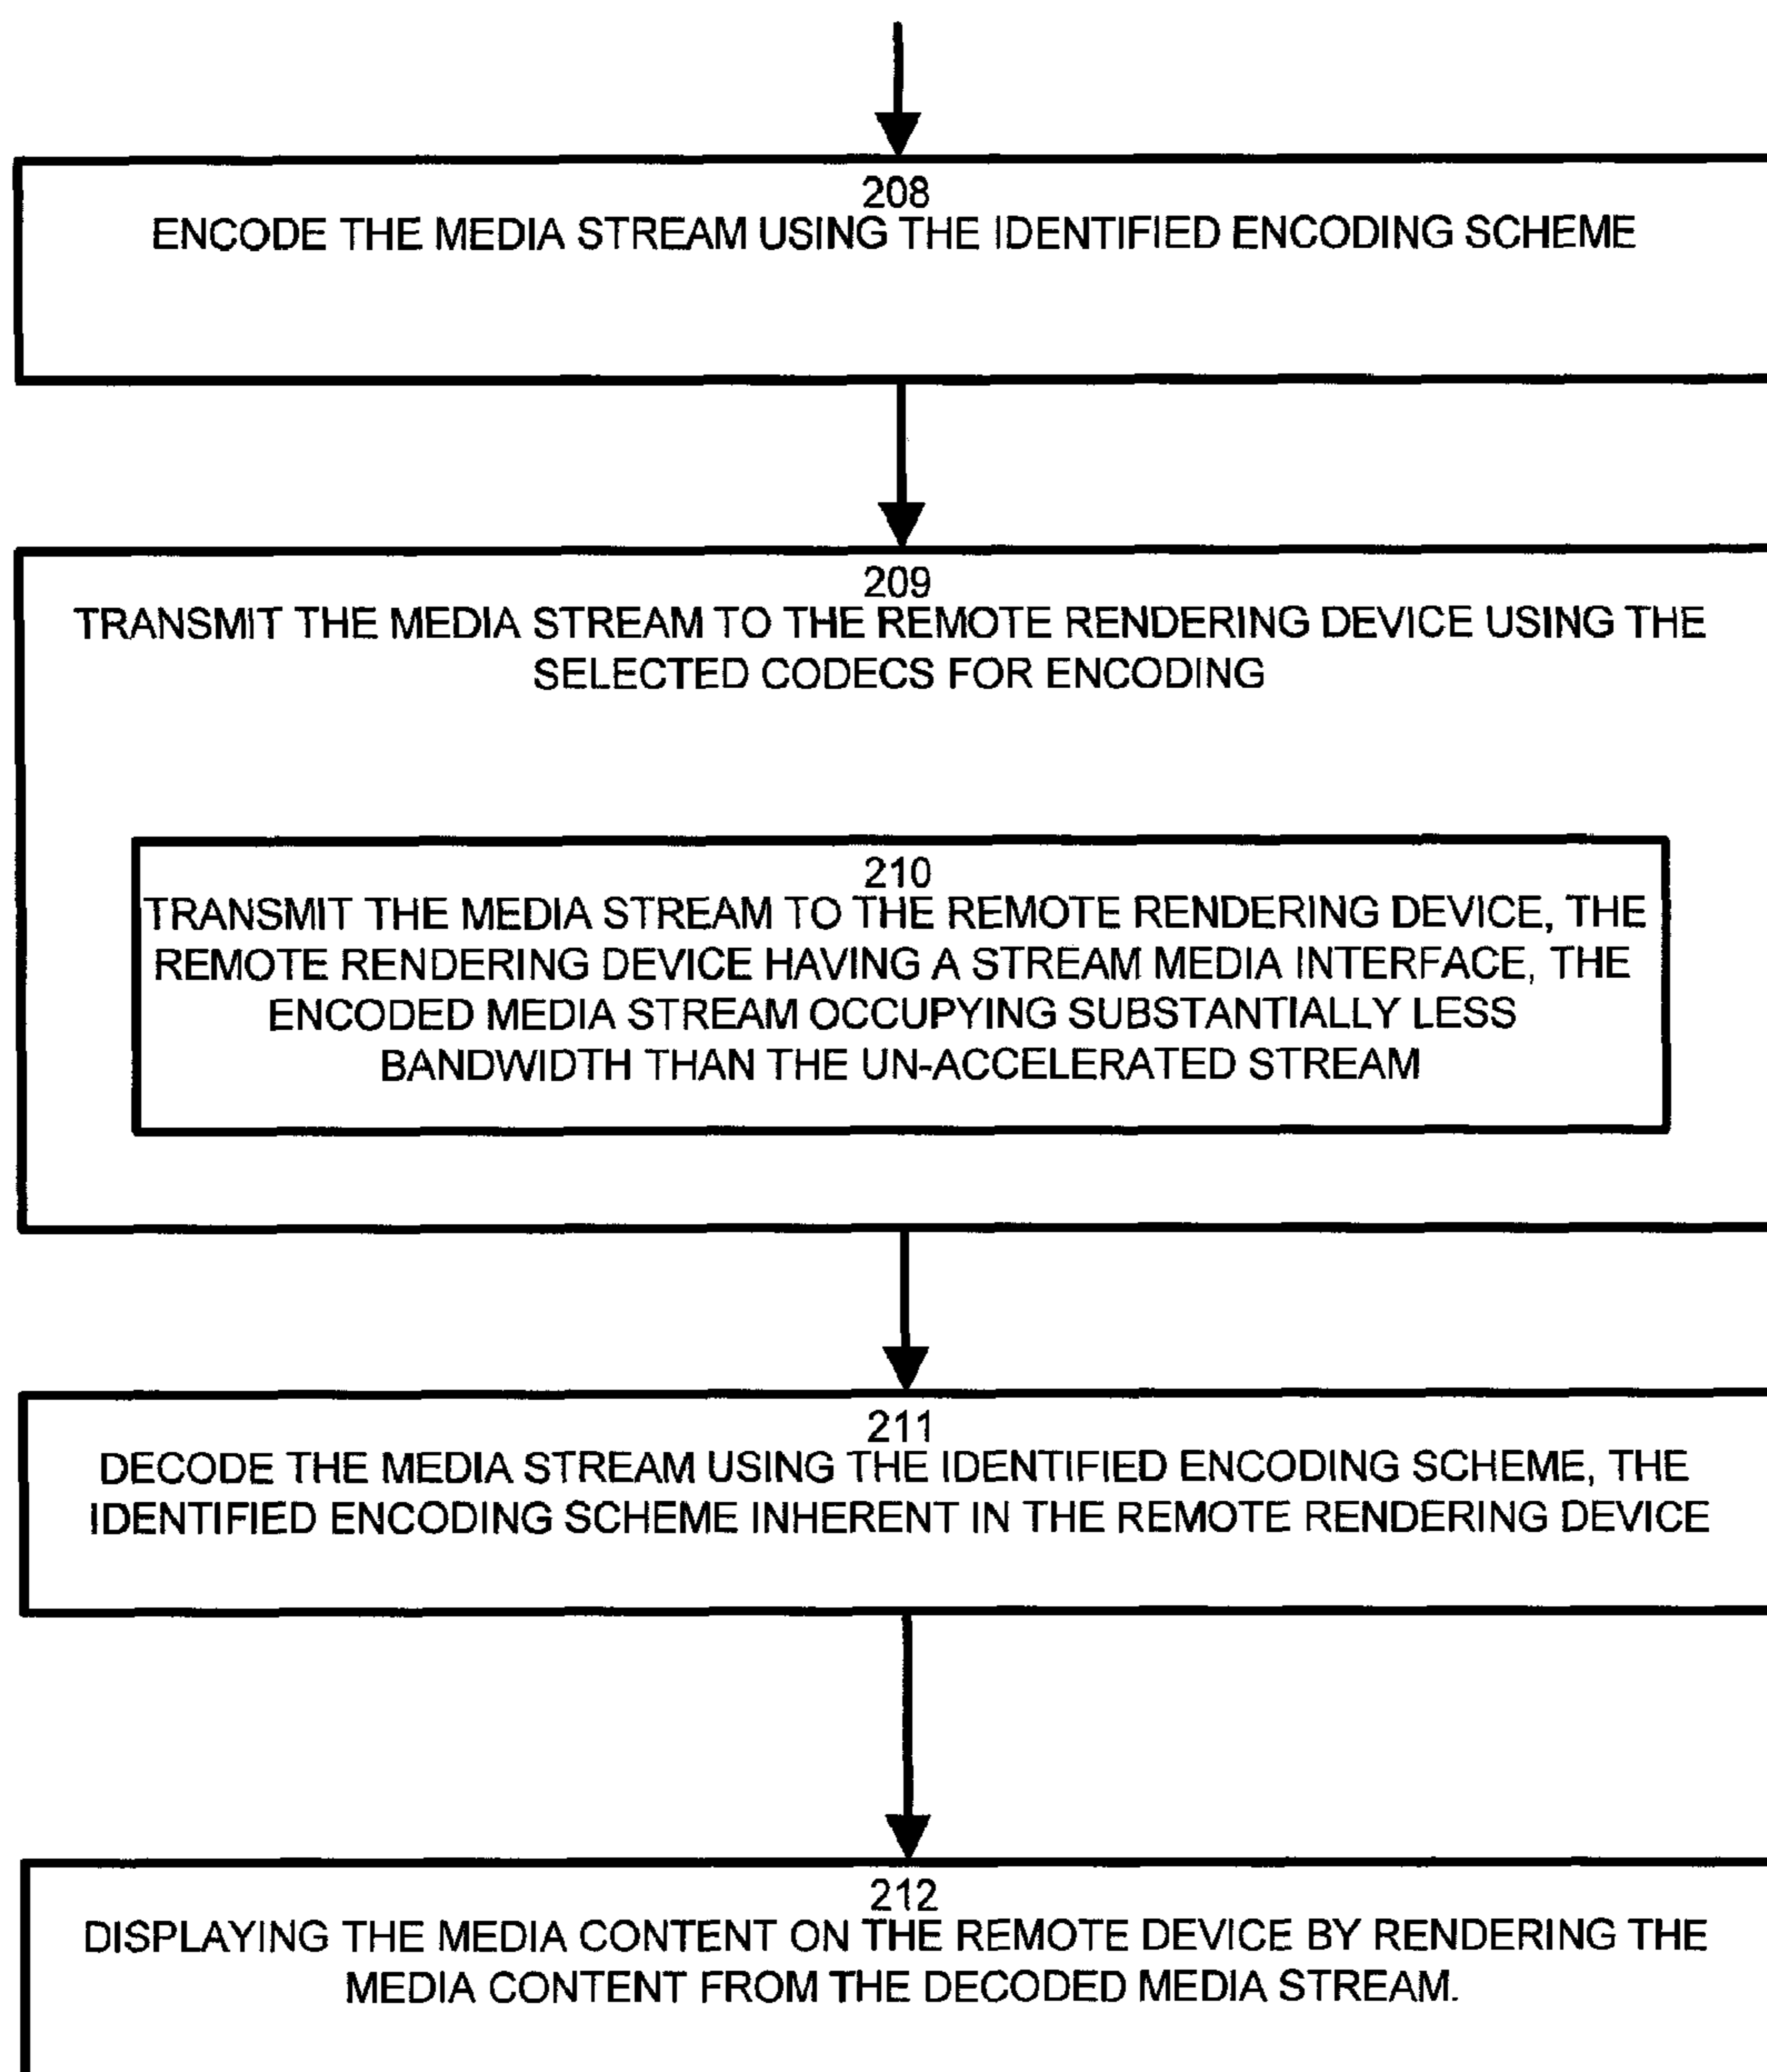 208
ENCODE THE MEDIA STREAM USING THE IDENTIFIED ENCODING SCHEME
209
TRANSMIT THE MEDIA STREAM TO THE REMOTE RENDERING DEVICE USING THE
SELECTED CODECS FOR ENCODING
210
TRANSMIT THE MEDIA STREAM TO THE REMOTE RENDERING DEVICE, THE
REMOTE RENDERING DEVICE HAVING A STREAM MEDIA INTERFACE, THE
ENCODED MEDIA STREAM OCCUPYING SUBSTANTIALLY LESS
BANDWIDTH THAN THE UN-ACCELERATED STREAM
211
DECODE THE MEDIA STREAM USING THE IDENTIFIED ENCODING SCHEME, THE
IDENTIFIED ENCODING SCHEME INHERENT IN THE REMOTE RENDERING DEVICE
212
DISPLAYING THE MEDIA CONTENT ON THE REMOTE DEVICE BY RENDERING THE
MEDIA CONTENT FROM THE DECODED MEDIA STREAM.